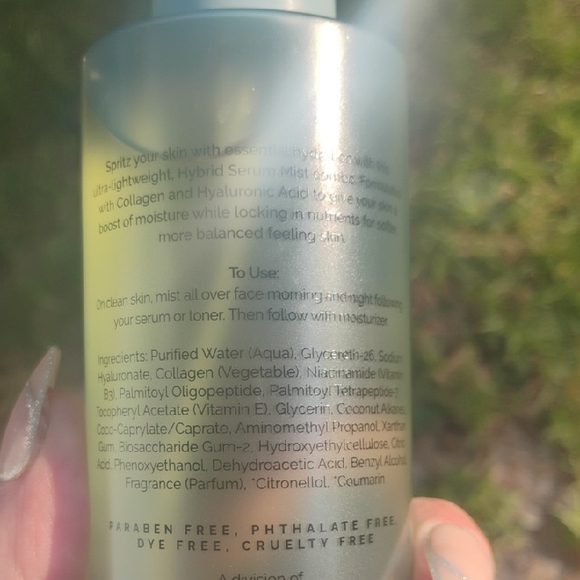 Spritz your skin with essential hydration with this
ultra-lightweight, Hybrid Serum Mist combo. Formulated
with Collagen and Hyaluronic Acid to give your skin a
boost of moisture while locking in nutrients for softer
more balanced feeling skin.
To Use:
On clean skin, mist all over face morning and night following
your serum or toner. Then follow with moisturizer.
Ingredients: Purified Water (Aqua), Glycereth-26, Sodium
Hyaluronate, Collagen (Vegetable), Niacinamide (Vitamin
B3), Palmitoyl Oligopeptide, Palmitoyl Tetrapeptide-7,
Tocopheryl Acetate (Vitamin E), Glycerin, Coconut Alkanes,
Coco-Caprylate/Caprate, Aminomethyl Propanol, Xanthan
Gum, Biosaccharide Gum-2, Hydroxyethylcellulose, Citric
Acid, Phenoxyethanol, Dehydroacetic Acid, Benzyl Alcohol,
Fragrance (Parfum), *Citronellol, *Coumarin
PARABEN FREE, PHTHALATE FREE,
DYE FREE, CRUELTY FREE
A division of